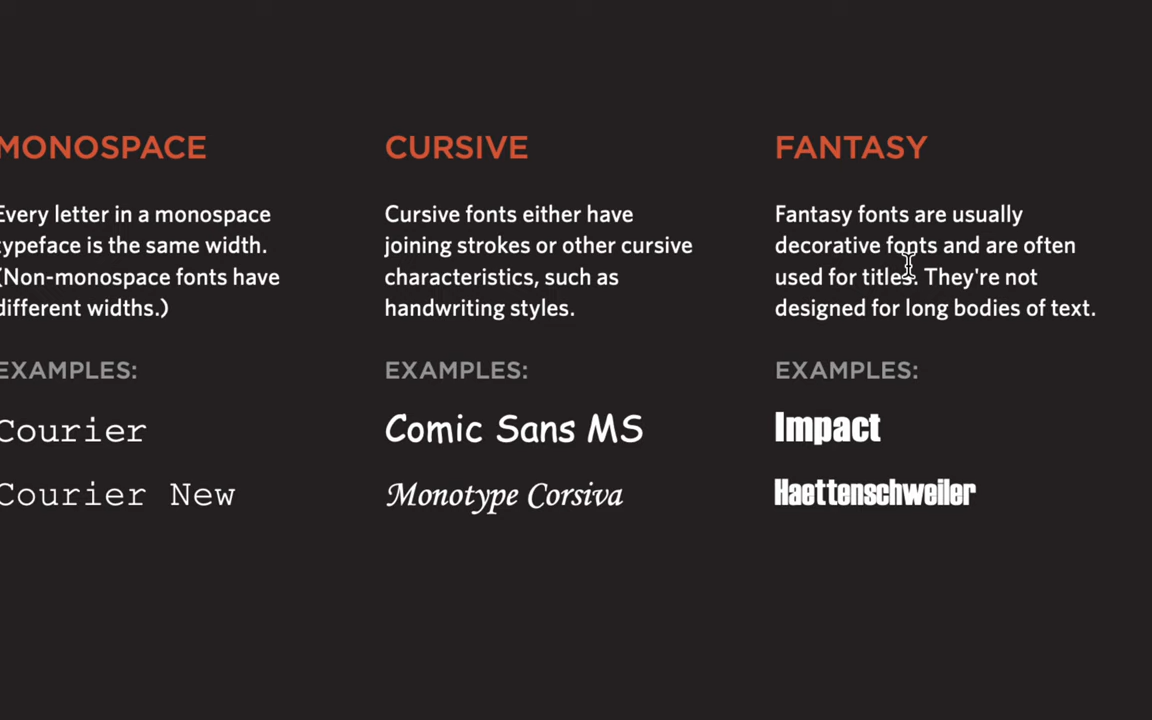 MONOSPACE
Every letter in a monospace
typeface is the same width.
(Non-monospace fonts have
different widths.)
EXAMPLES:
Courier
Courier New
CURSIVE
Cursive fonts either have
joining strokes or other cursive
characteristics, such as
handwriting styles.
EXAMPLES:
Comic Sans MS
Monotype Corsiva
FANTASY
Fantasy fonts are usually
decorative fonts and are often
used for titles. They're not
designed for long bodies of text.
EXAMPLES:
Impact
Haettenschweiler